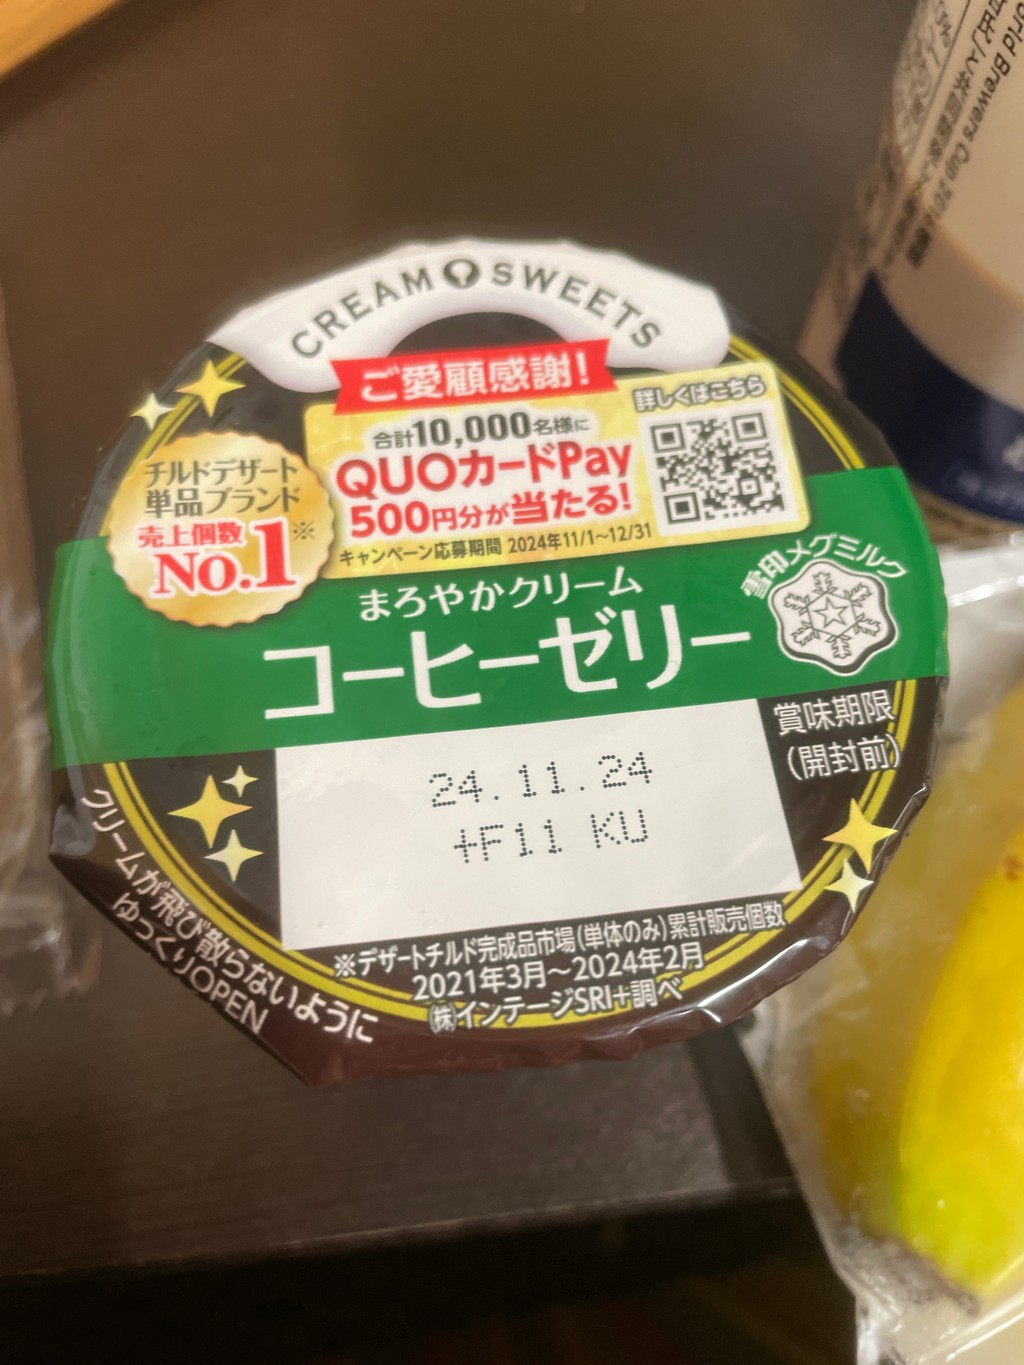 CREAM SWEETS
ご愛顧感謝!
合計10,000名様に
QUOカードPay
500円分が当たる!
キャンペーン応募期間 2024年11/1~12/31
詳しくはこちら
チルドデザート
単品ブランド
売上個数
No.1※
まろやかクリーム
コーヒーゼリー
雪印メグミルク
賞味期限
(開封前)
24.11.24
+F11 KU
※デザートチルド完成品市場(単体のみ)累計販売個数
2021年3月~2024年2月
㈱インテージSRI+調べ
クリームが飛び散らないように
ゆっくりOPEN
World Brewers Cup